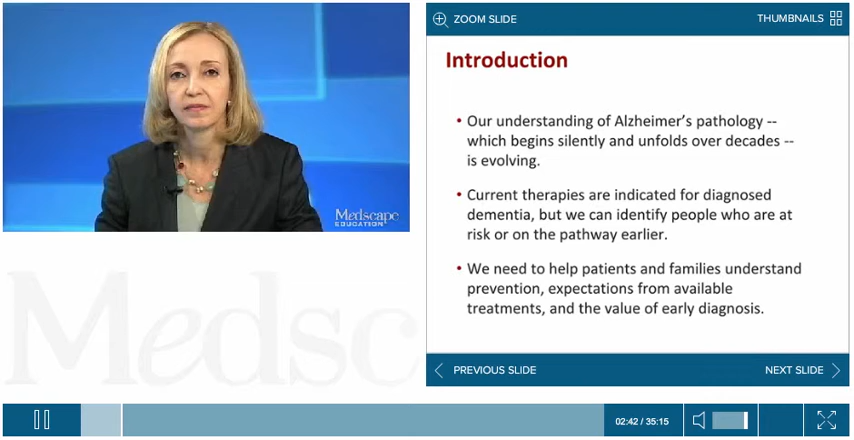 ZOOM SLIDE
THUMBNAILS
Introduction
• Our understanding of Alzheimer's pathology --
which begins silently and unfolds over decades --
is evolving.
• Current therapies are indicated for diagnosed
dementia, but we can identify people who are at
risk or on the pathway earlier.
• We need to help patients and families understand
prevention, expectations from available
treatments, and the value of early diagnosis.
Medscape
EDUCATION
Medsc
PREVIOUS SLIDE
NEXT SLIDE
02:42 / 35:15